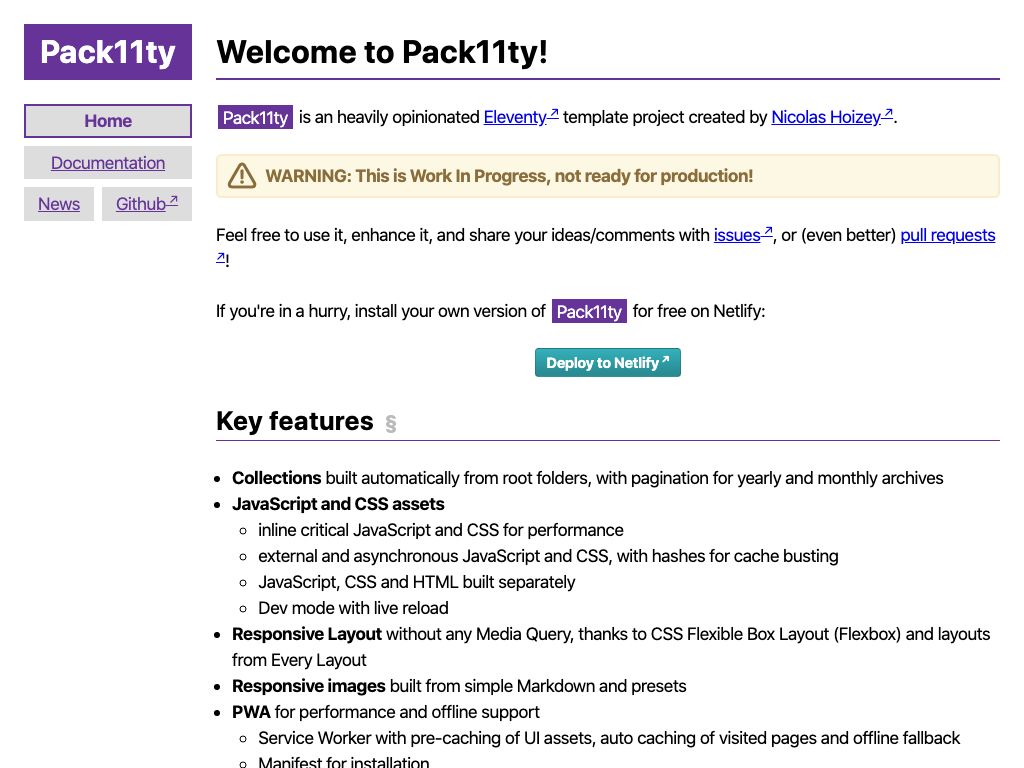 Pack11ty
Home
Documentation
News
Github↗
Welcome to Pack11ty!
Pack11ty is an heavily opinionated Eleventy↗ template project created by Nicolas Hoizey↗.
WARNING: This is Work In Progress, not ready for production!
Feel free to use it, enhance it, and share your ideas/comments with issues↗, or (even better) pull requests
↗!
If you're in a hurry, install your own version of Pack11ty for free on Netlify:
Deploy to Netlify↗
Key features §
• Collections built automatically from root folders, with pagination for yearly and monthly archives
• JavaScript and CSS assets
◦ inline critical JavaScript and CSS for performance
◦ external and asynchronous JavaScript and CSS, with hashes for cache busting
◦ JavaScript, CSS and HTML built separately
◦ Dev mode with live reload
• Responsive Layout without any Media Query, thanks to CSS Flexible Box Layout (Flexbox) and layouts
from Every Layout
• Responsive images built from simple Markdown and presets
• PWA for performance and offline support
◦ Service Worker with pre-caching of UI assets, auto caching of visited pages and offline fallback
◦ Manifest for installation